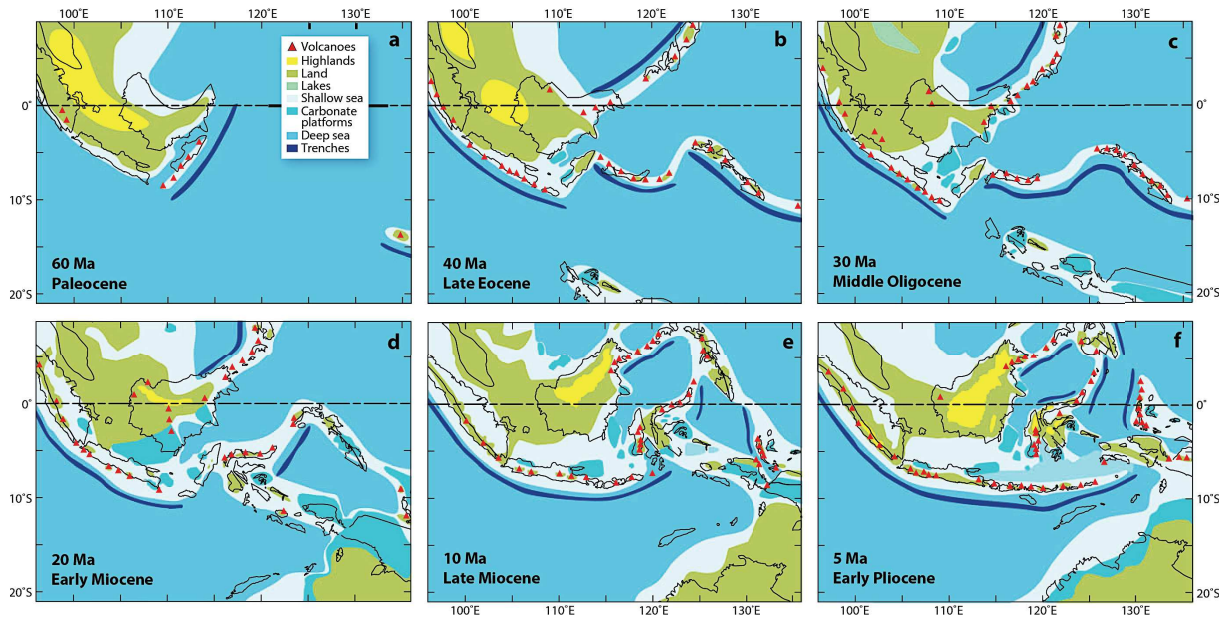 100°E 110°E 120°E 130°E 100°E 110°E 120°E 130°E 100°E 110°E 120°E 130°E
a
Volcanoes
Highlands
Land
Lakes
Shallow sea
Carbonate
platforms
Deep sea
Trenches
0°
10°S
20°S
60 Ma
Paleocene
b
40 Ma
Late Eocene
c
0°
10°S
20°S
30 Ma
Middle Oligocene
d
0°
10°S
20°S
20 Ma
Early Miocene
e
10 Ma
Late Miocene
f
0°
10°S
20°S
5 Ma
Early Pliocene
100°E 110°E 120°E 130°E 100°E 110°E 120°E 130°E 100°E 110°E 120°E 130°E